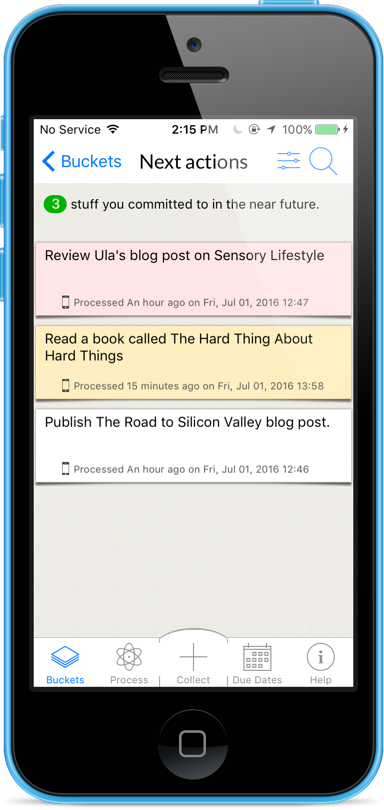 No Service 2:15 PM 100%
Buckets Next actions
3 stuff you committed to in the near future.
Review Ula's blog post on Sensory Lifestyle
Processed An hour ago on Fri, Jul 01, 2016 12:47
Read a book called The Hard Thing About
Hard Things
Processed 15 minutes ago on Fri, Jul 01, 2016 13:58
Publish The Road to Silicon Valley blog post.
Processed An hour ago on Fri, Jul 01, 2016 12:46
Buckets Process Collect Due Dates Help